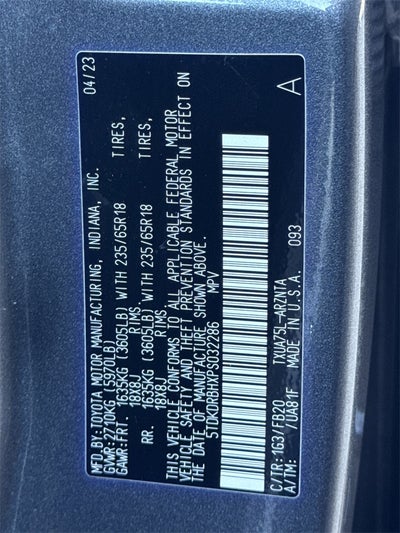 MFD.BY:TOYOTA MOTOR MANUFACTURING, INDIANA, INC. 04/23
GVWR:2710KG (5970LB)
GAWR:FRT. 1635KG (3605LB) WITH 235/65R18 TIRES,
18X8J RIMS,
RR. 1635KG (3605LB) WITH 235/65R18 TIRES,
18X8J RIMS.
THIS VEHICLE CONFORMS TO ALL APPLICABLE FEDERAL MOTOR
VEHICLE SAFETY, AND THEFT PREVENTION STANDARDS IN EFFECT ON
THE DATE OF MANUFACTURE SHOWN ABOVE.
5TDKDRBHXPS032286 MPV
C/TR:1G3/FB20 TXUA75L-ARZNTA
A/TM: /UA81F MADE IN U.S.A. 093
A